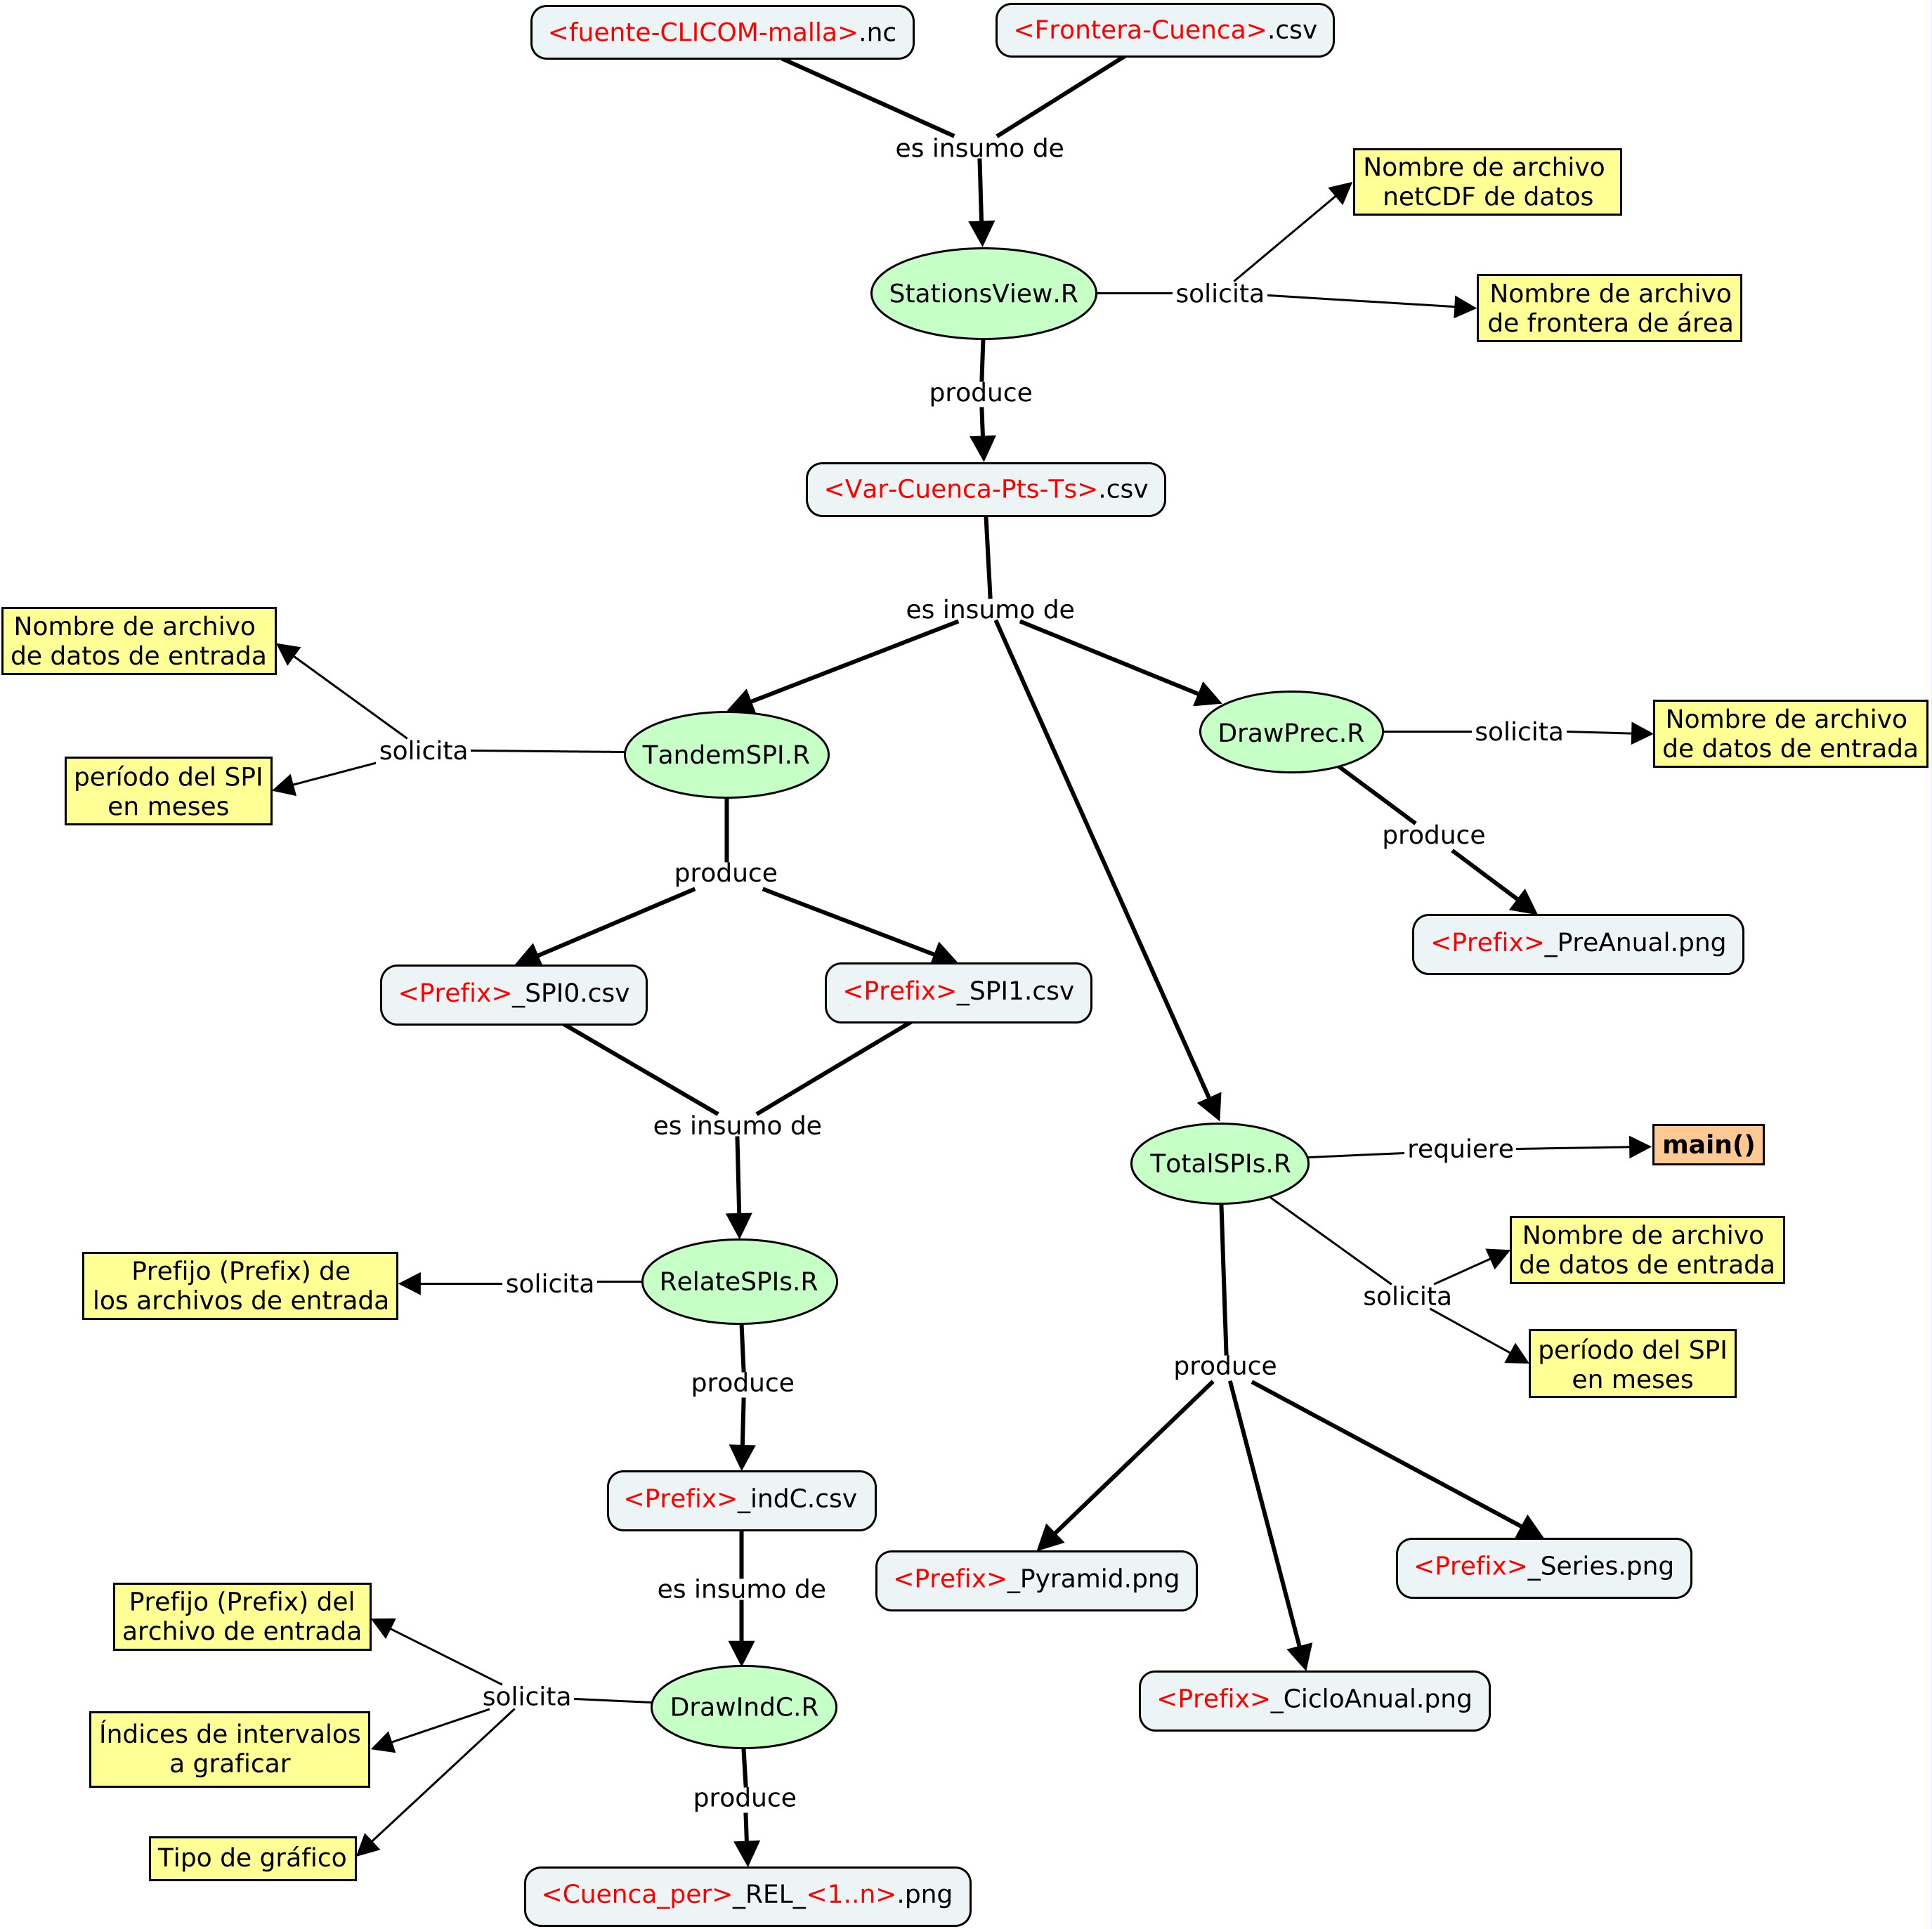 <fuente-CLICOM-malla>.nc
<Frontera-Cuenca>.csv
es insumo de
Nombre de archivo
netCDF de datos
StationsView.R
solicita
Nombre de archivo
de frontera de área
produce
<Var-Cuenca-Pts-Ts>.csv
es insumo de
Nombre de archivo
de datos de entrada
solicita
período del SPI
en meses
TandemSPI.R
DrawPrec.R
solicita
Nombre de archivo
de datos de entrada
produce
<Prefix>_PreAnual.png
produce
<Prefix>_SPI0.csv
<Prefix>_SPI1.csv
es insumo de
TotalSPIs.R
requiere
main()
Nombre de archivo
de datos de entrada
solicita
período del SPI
en meses
Prefijo (Prefix) de
los archivos de entrada
solicita
RelateSPIs.R
produce
produce
<Prefix>_indC.csv
<Prefix>_Pyramid.png
<Prefix>_Series.png
<Prefix>_CicloAnual.png
es insumo de
Prefijo (Prefix) del
archivo de entrada
solicita
DrawIndC.R
Índices de intervalos
a graficar
Tipo de gráfico
produce
<Cuenca_per>_REL_<1..n>.png